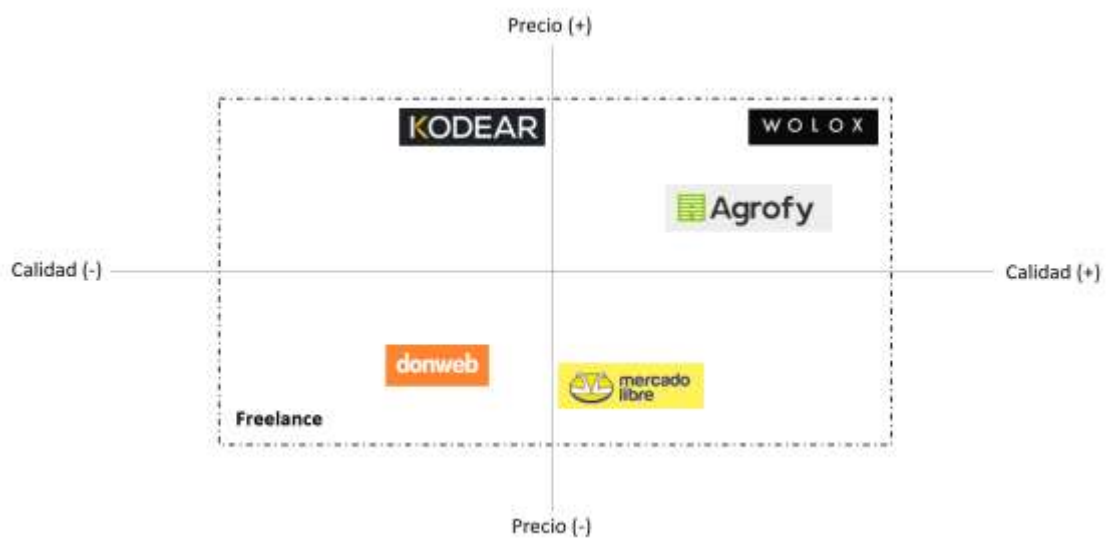 Precio (+)
KODEAR
WOLOX
Agrofy
Calidad (-)
Calidad (+)
donweb
mercado
libre
Freelance
Precio (-)